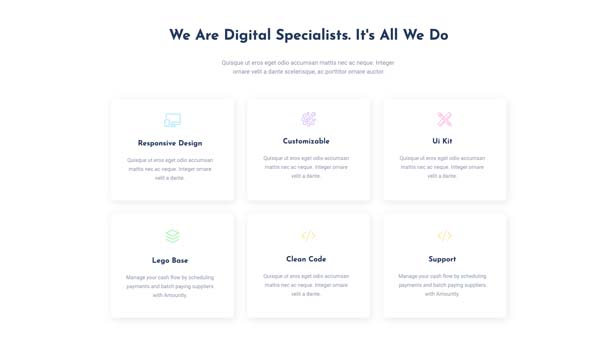 We Are Digital Specialists. It's All We Do
Quisque ut eros eget odio accumsan mattis nec ac neque. Integer
ornare velit a dante scelerisque, ac porttitor ornare auctor
Responsive Design
Quisque ut eros eget odio accumsan
mattis nec ac neque. Integer ornare
velit a dante.
Customizable
Quisque ut eros eget odio accumsan
mattis nec ac neque. Integer ornare
velit a dante.
Ui Kit
Quisque ut eros eget odio accumsan
mattis nec ac neque. Integer ornare
velit a dante.
Lego Base
Manage your cash flow by scheduling
payments and batch paying suppliers
with Amountly.
Clean Code
Quisque ut eros eget odio accumsan
mattis nec ac neque. Integer ornare
velit a dante.
Support
Manage your cash flow by scheduling
payments and batch paying suppliers
with Amountly.